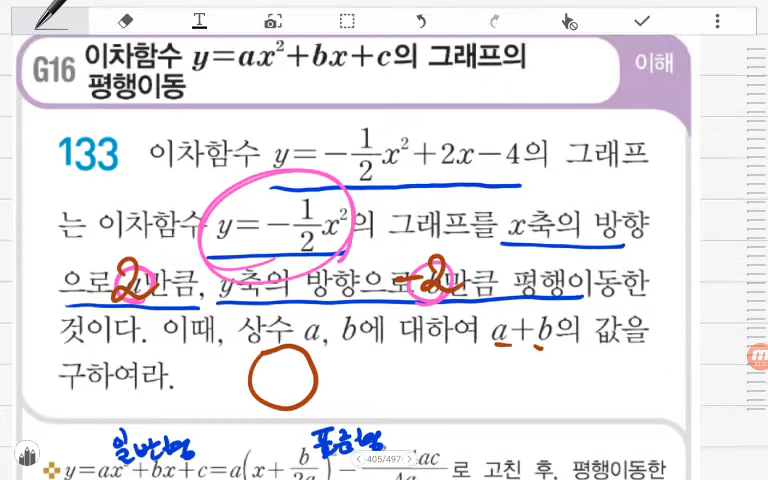 G16 이차함수 y=ax²+bx+c의 그래프의
평행이동
이해
133 이차함수 y=-1/2x²+2x-4의 그래프
는 이차함수 y=-1/2x²의 그래프를 x축의 방향
으로 2만큼, y축의 방향으로 -2만큼 평행이동한
것이다. 이때, 상수 a, b에 대하여 a+b의 값을
구하여라.
일반형
405/497
y=ax²+bx+c=a(x+b/2a)- 로 고친 후, 평행이동한